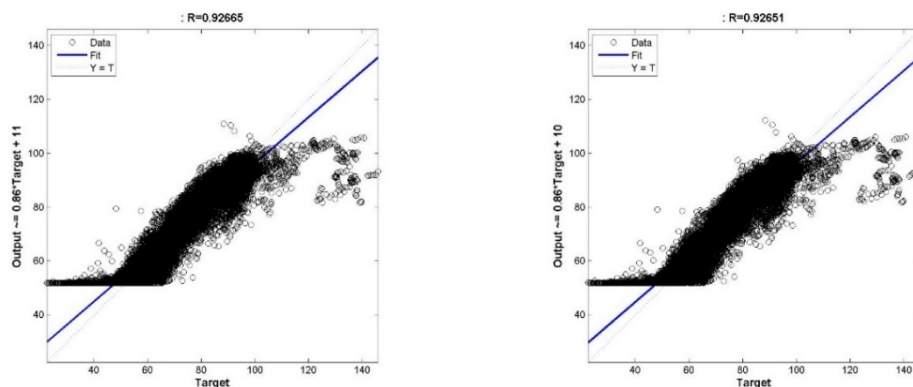 : R=0.92665
Output ~= 0.86*Target + 11
140
120
100
80
60
40
Data
Fit
Y = T
40 60 80 100 120 140
Target
: R=0.92651
Output ~= 0.86*Target + 10
140
120
100
80
60
40
Data
Fit
Y = T
40 60 80 100 120 140
Target